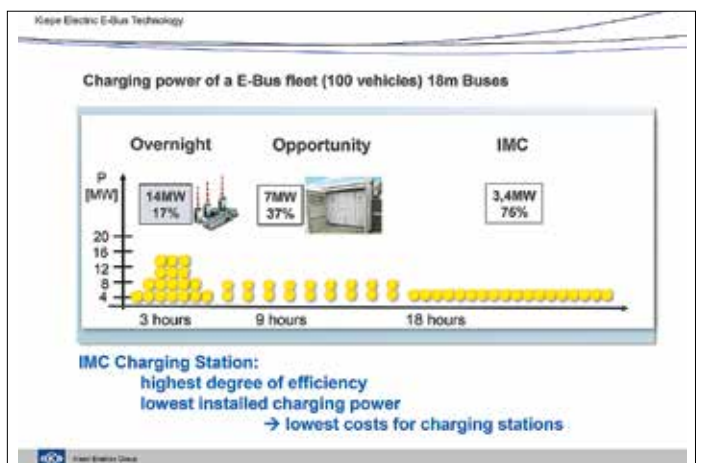 Kiepe Electric E-Bus Technology
Charging power of a E-Bus fleet (100 vehicles) 18m Buses
Overnight Opportunity IMC
P
[MW]
14MW
17%
7MW
37%
3,4MW
75%
20
16
12
8
4
3 hours 9 hours 18 hours
IMC Charging Station:
highest degree of efficiency
lowest installed charging power
→ lowest costs for charging stations